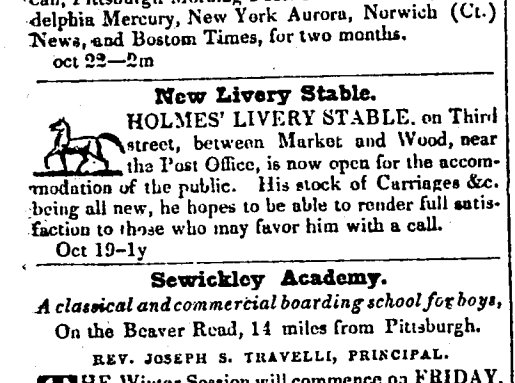 Call, Pittsburgh Morning
delphia Mercury, New York Aurora, Norwich (Ct.)
News, and Bostom Times, for two months.
oct 22—2m
New Livery Stable.
HOLMES' LIVERY STABLE. on Third
street, between Market and Wood, near
the Post Office, is now open for the accom-
modation of the public. His stock of Carriages &c.
being all new, he hopes to be able to render full satis-
faction to those who may favor him with a call.
Oct 19-1y
Sewickley Academy.
A classical and commercial boarding school for boys,
On the Beaver Road, 14 miles from Pittsburgh.
REV. JOSEPH S. TRAVELLI, PRINCIPAL.
THE Winter Session will commence on FRIDAY,